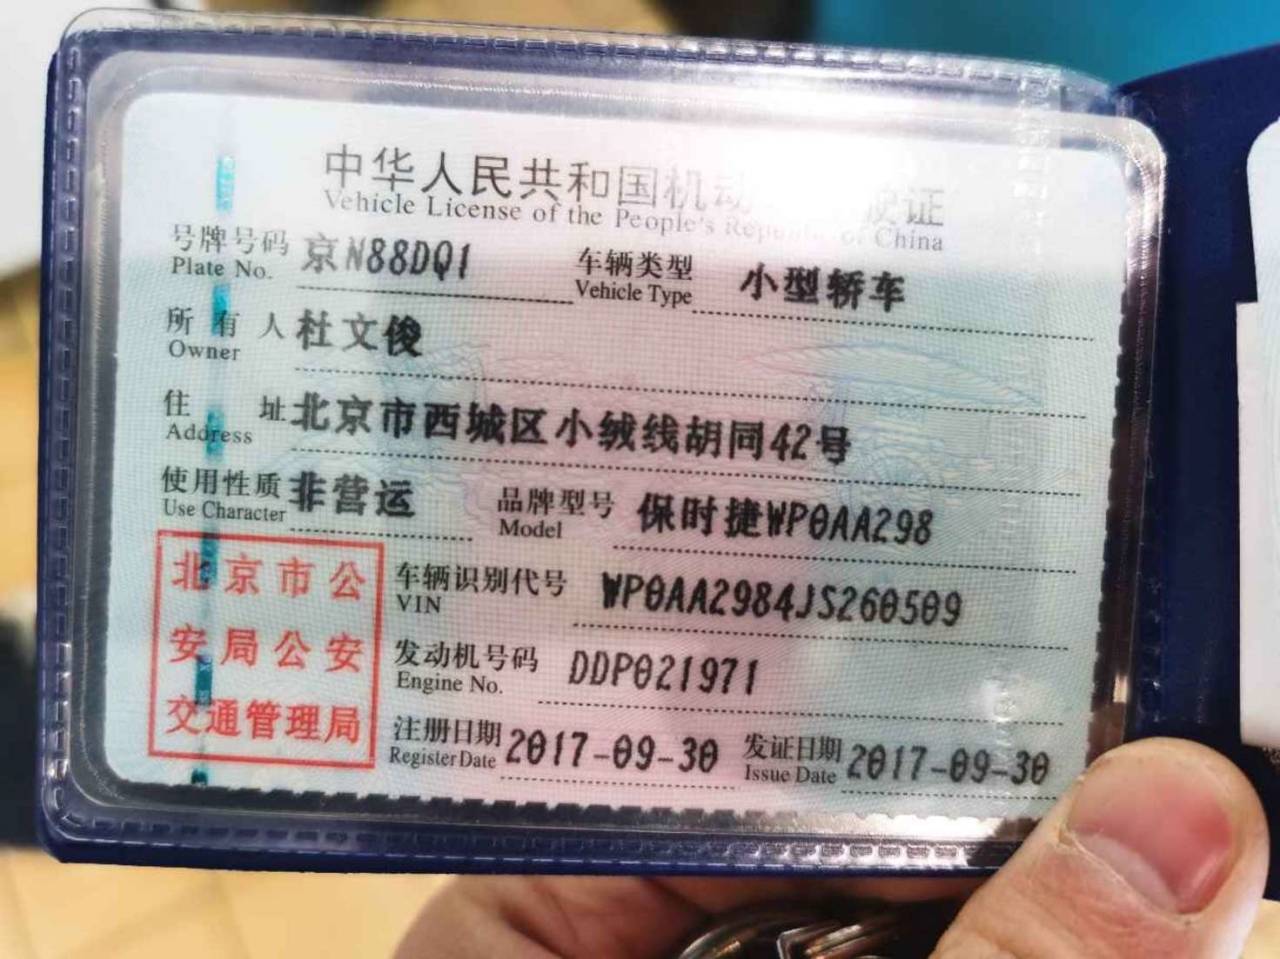 中华人民共和国机动 驶证
Vehicle License of the People's Republic of China
号牌号码 京N88DQ1 车辆类型 小型轿车
Plate No. Vehicle Type
所有人 杜文俊
Owner
住址 北京市西城区小绒线胡同42号
Address
使用性质 非营运 品牌型号 保时捷WP0AA298
Use Character Model
北京市公
安局公安
交通管理局
车辆识别代号 WP0AA2984JS260509
VIN
发动机号码 DDP021971
Engine No.
注册日期 2017-09-30 发证日期 2017-09-30
Register Date Issue Date